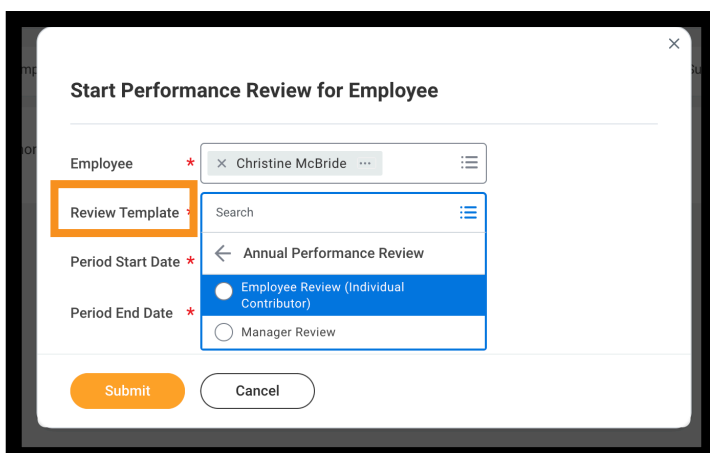 Start Performance Review for Employee
Employee * × Christine McBride ···
Review Template * Search
← Annual Performance Review
Period Start Date *
Employee Review (Individual
Contributor)
Period End Date *
Manager Review
Submit Cancel